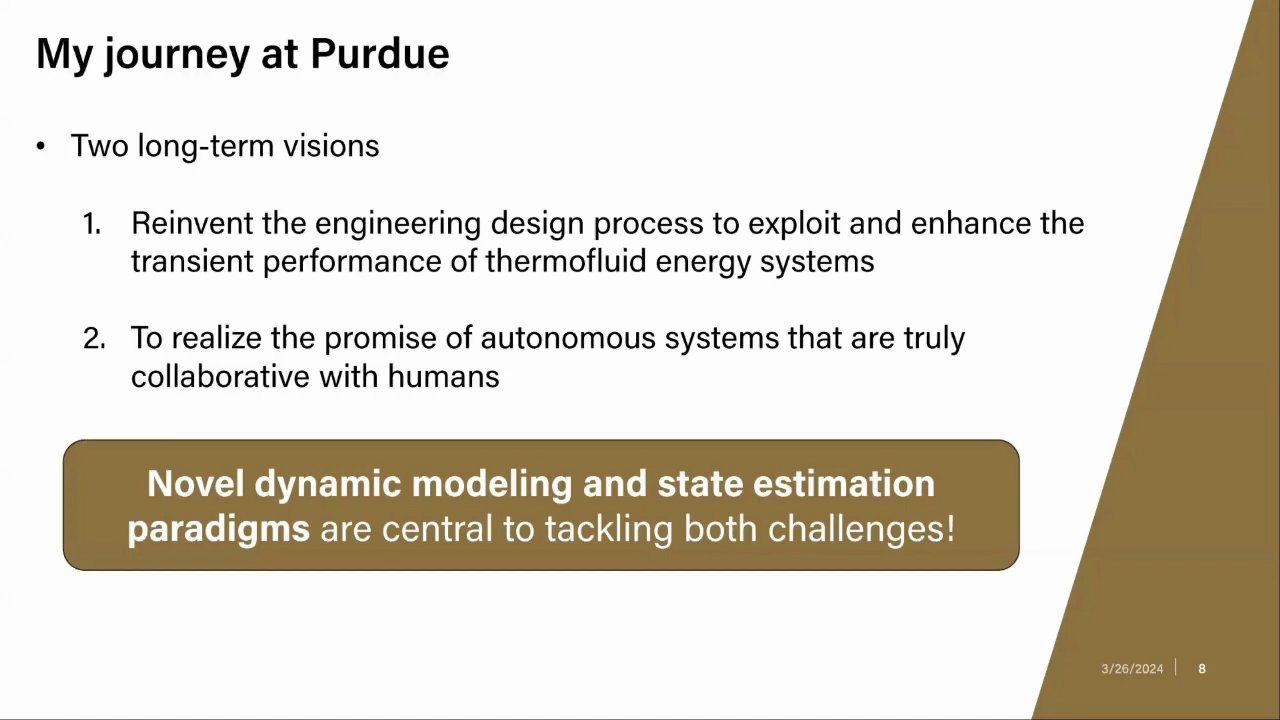 My journey at Purdue
• Two long-term visions
1. Reinvent the engineering design process to exploit and enhance the
transient performance of thermofluid energy systems
2. To realize the promise of autonomous systems that are truly
collaborative with humans
Novel dynamic modeling and state estimation
paradigms are central to tackling both challenges!
3/26/2024 | 8